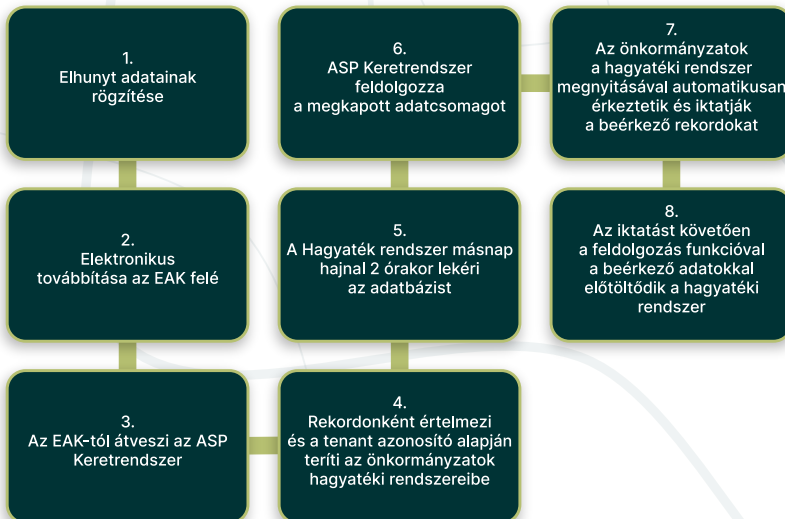 1.
Elhunyt adatainak
rögzítése
2.
Elektronikus
továbbítása az EAK felé
3.
Az EAK-tól átveszi az ASP
Keretrendszer
4.
Rekordonként értelmezi
és a tenant azonosító alapján
teríti az önkormányzatok
hagyatéki rendszereibe
5.
A Hagyaték rendszer másnap
hajnal 2 órakor lekéri
az adatbázist
6.
ASP Keretrendszer
feldolgozza
a megkapott adatcsomagot
7.
Az önkormányzatok
a hagyatéki rendszer
megnyitásával automatikusan
érkeztetik és iktatják
a beérkező rekordokat
8.
Az iktatást követően
a feldolgozás funkcióval
a beérkező adatokkal
előtöltődik a hagyatéki
rendszer